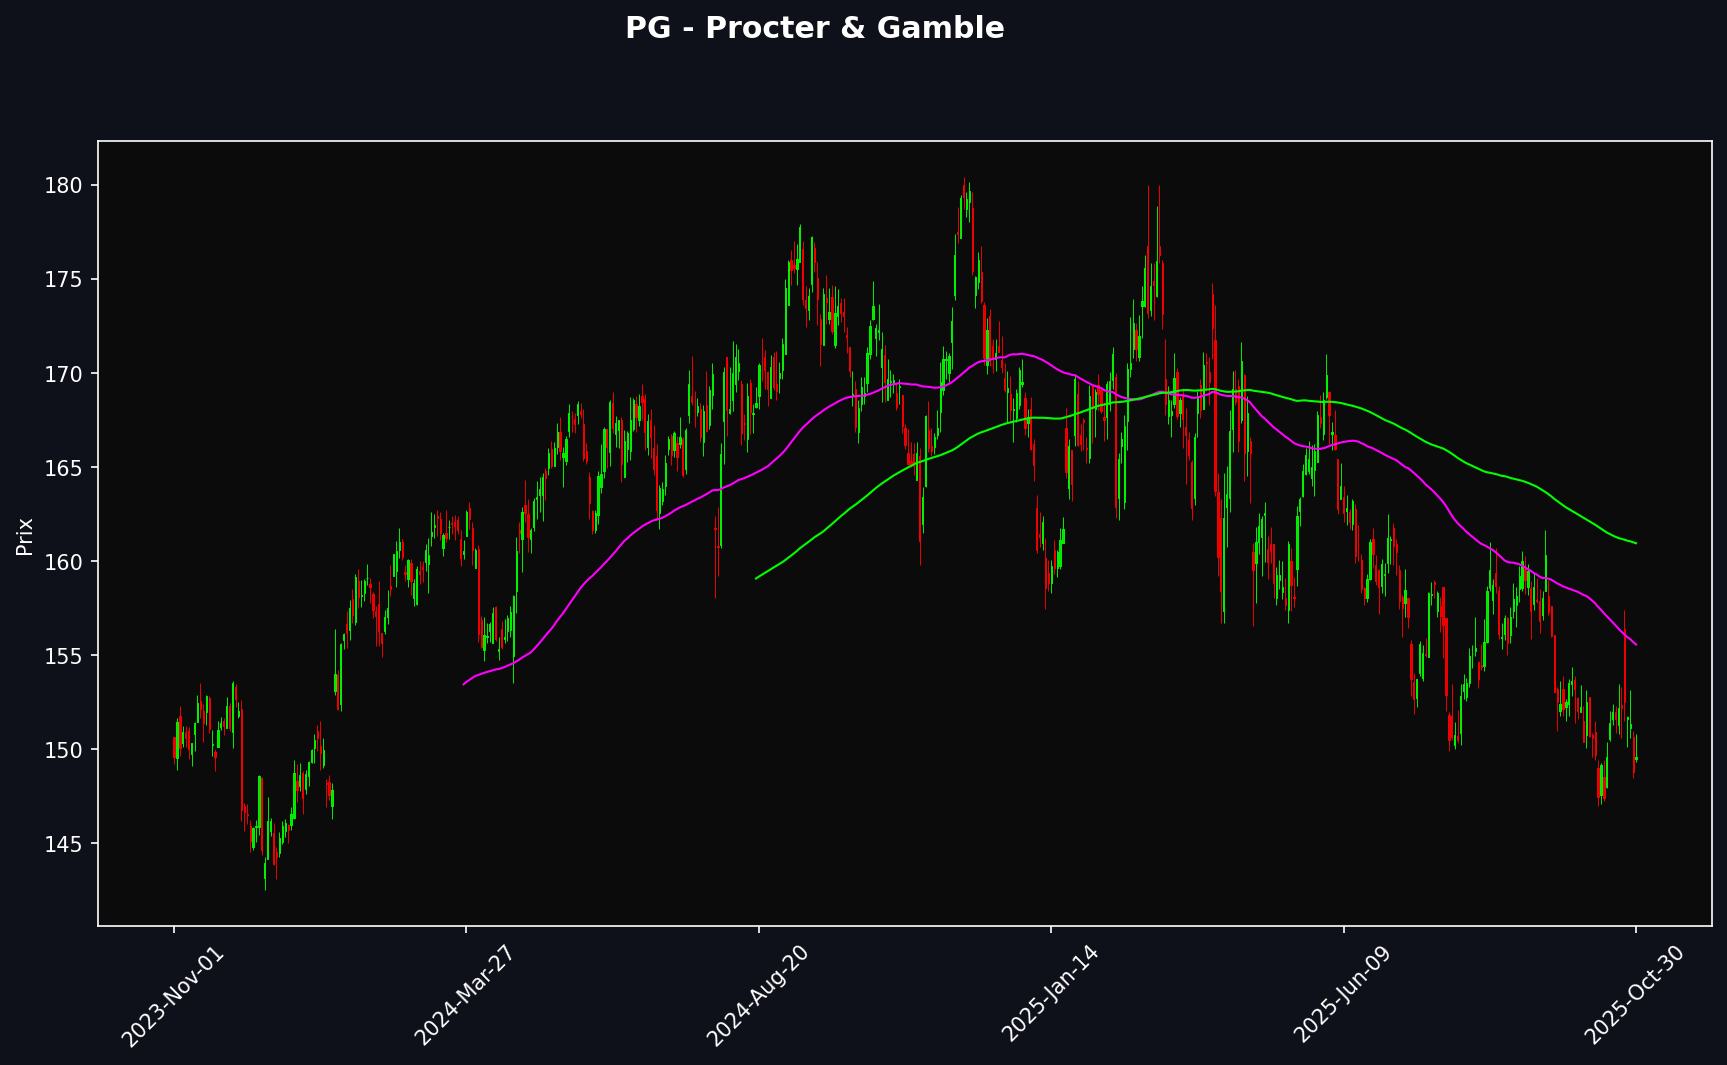 PG - Procter & Gamble
Prix
180
175
170
165
160
155
150
145
2023-Nov-01
2024-Mar-27
2024-Aug-20
2025-Jan-14
2025-Jun-09
2025-Oct-30